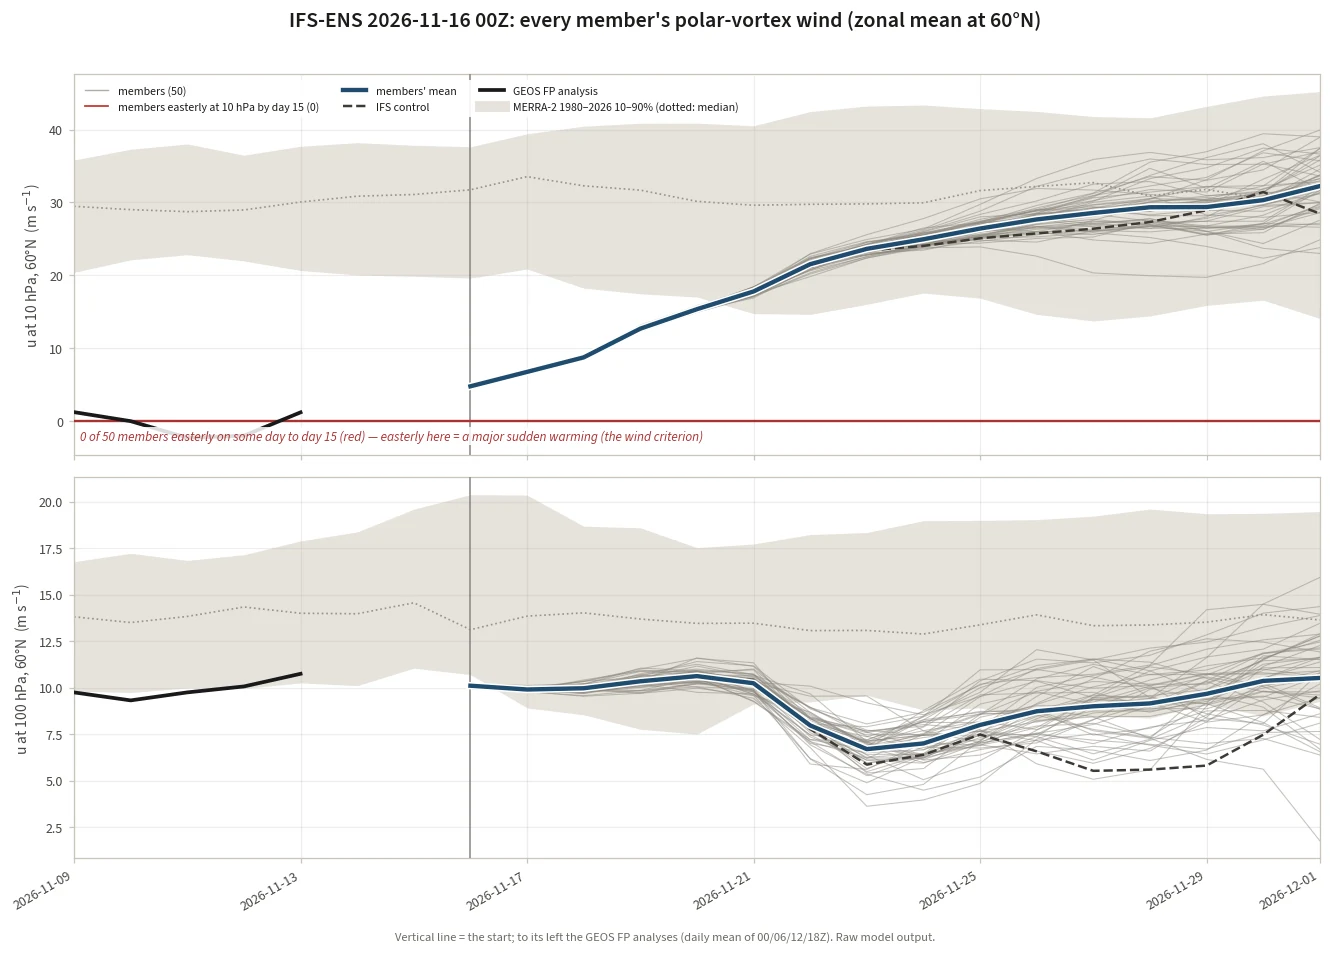 IFS-ENS 2026-11-16 00Z: every member's polar-vortex wind (zonal mean at 60°N)
members (50)
members easterly at 10 hPa by day 15 (0)
members' mean
IFS control
GEOS FP analysis
MERRA-2 1980–2026 10–90% (dotted: median)
u at 10 hPa, 60°N (m s⁻¹)
40
30
20
10
0
0 of 50 members easterly on some day to day 15 (red) — easterly here = a major sudden warming (the wind criterion)
u at 100 hPa, 60°N (m s⁻¹)
20.0
17.5
15.0
12.5
10.0
7.5
5.0
2.5
2026-11-09
2026-11-13
2026-11-17
2026-11-21
2026-11-25
2026-11-29
2026-12-01
Vertical line = the start; to its left the GEOS FP analyses (daily mean of 00/06/12/18Z). Raw model output.